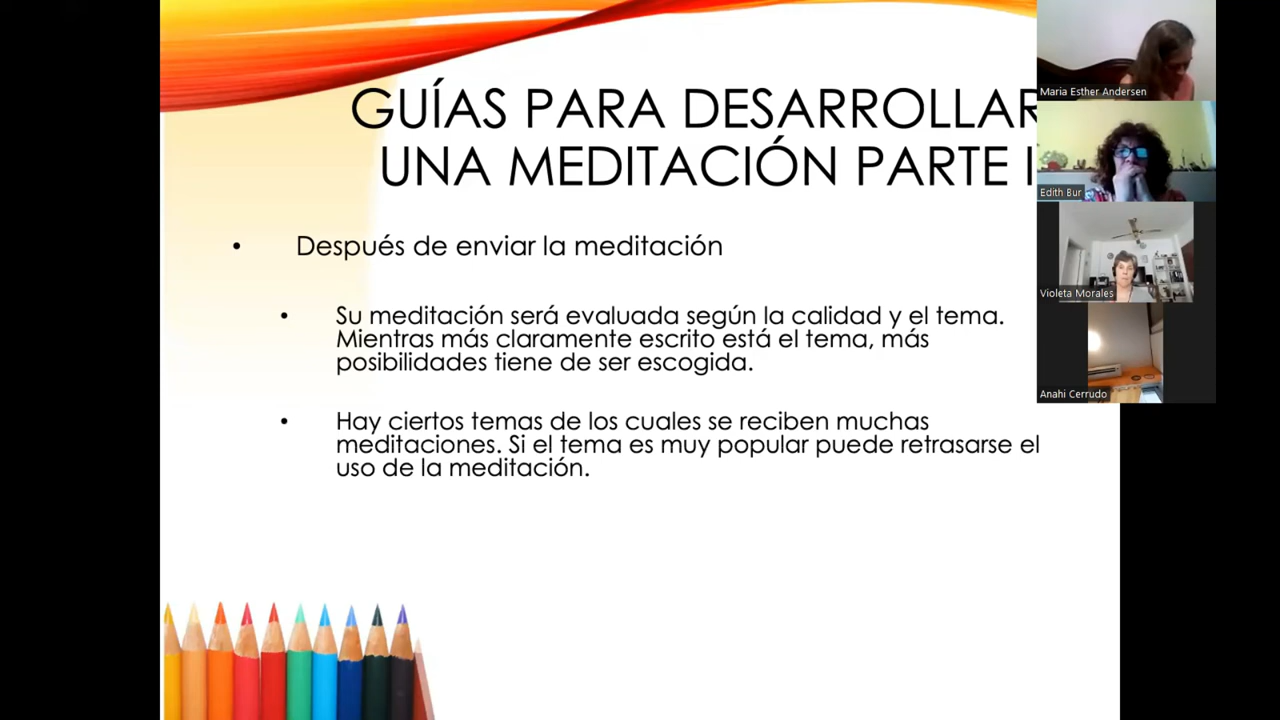 GUÍAS PARA DESARROLLAR
UNA MEDITACIÓN PARTE I
• Después de enviar la meditación
• Su meditación será evaluada según la calidad y el tema.
Mientras más claramente escrito está el tema, más
posibilidades tiene de ser escogida.
• Hay ciertos temas de los cuales se reciben muchas
meditaciones. Si el tema es muy popular puede retrasarse el
uso de la meditación.
Maria Esther Andersen
Edith Bur
Violeta Morales
Anahi Cerrudo